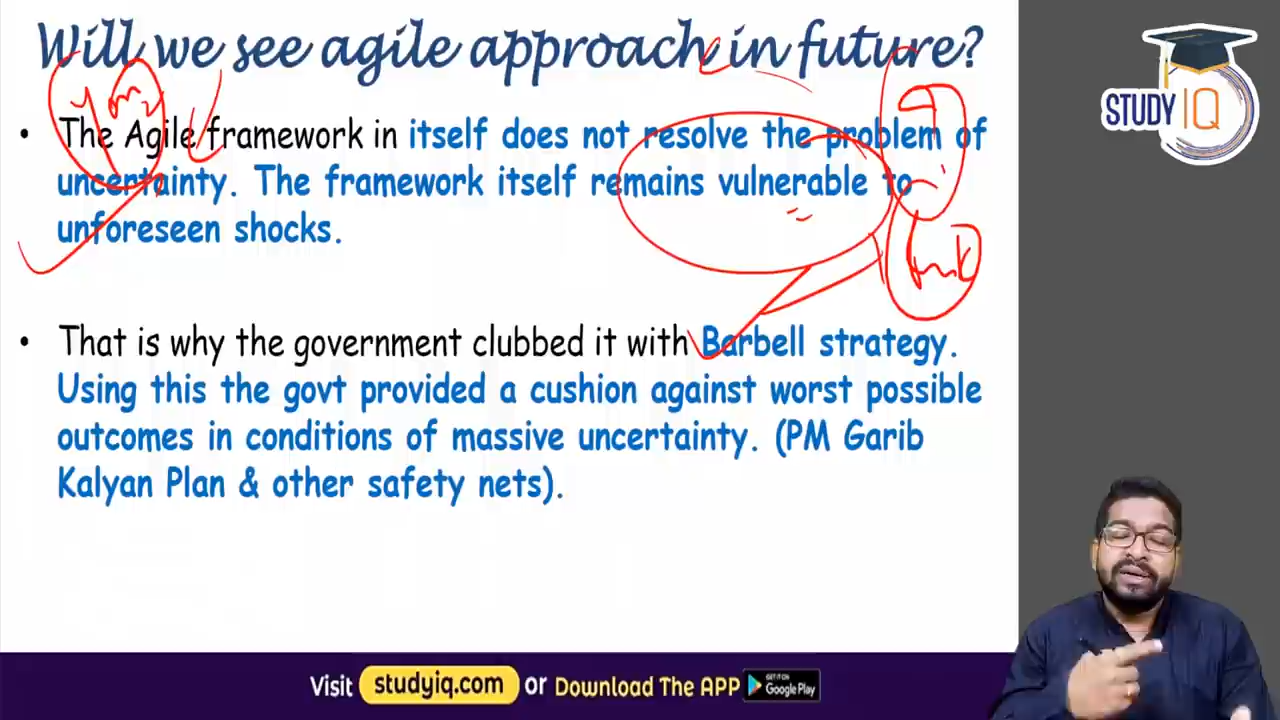 Will we see agile approach in future?
STUDY IQ
• The Agile framework in itself does not resolve the problem of
uncertainty. The framework itself remains vulnerable to
unforeseen shocks.
• That is why the government clubbed it with Barbell strategy.
Using this the govt provided a cushion against worst possible
outcomes in conditions of massive uncertainty. (PM Garib
Kalyan Plan & other safety nets).
Visit studyiq.com or Download The APP GET IT ON Google Play